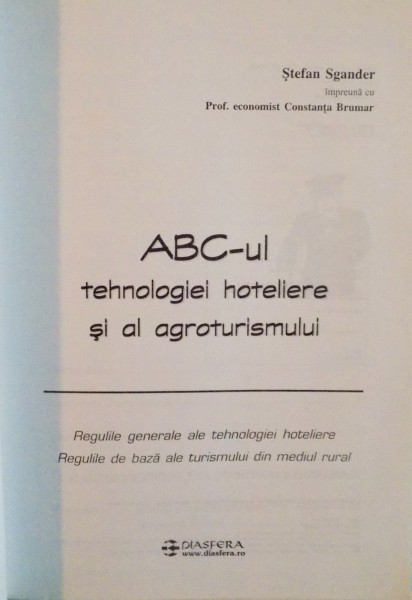 Ştefan Sgander
împreună cu
Prof. economist Constanţa Brumar
ABC-ul
tehnologiei hoteliere
şi al agroturismului
Regulile generale ale tehnologiei hoteliere
Regulile de bază ale turismului din mediul rural
DIASFERA
www.diasfera.ro